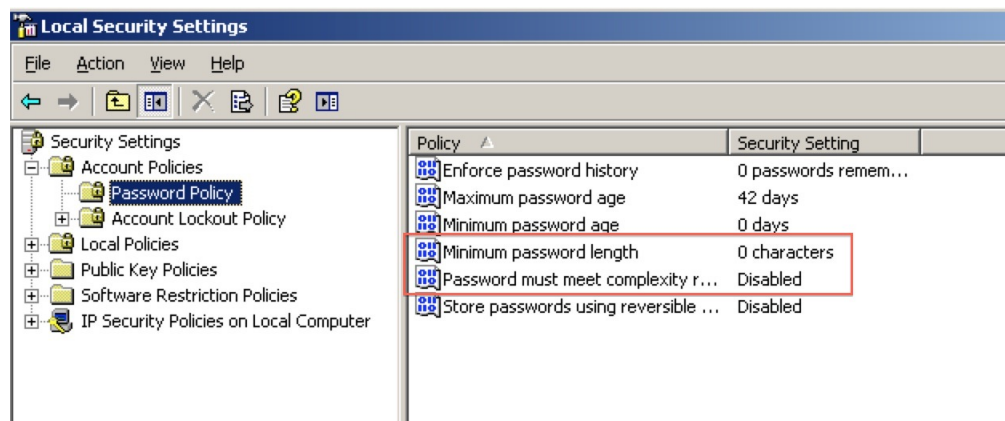 Local Security Settings
File Action View Help
Security Settings
Account Policies
Password Policy
Account Lockout Policy
Local Policies
Public Key Policies
Software Restriction Policies
IP Security Policies on Local Computer
Policy Security Setting
Enforce password history 0 passwords remem...
Maximum password age 42 days
Minimum password age 0 days
Minimum password length 0 characters
Password must meet complexity r... Disabled
Store passwords using reversible ... Disabled